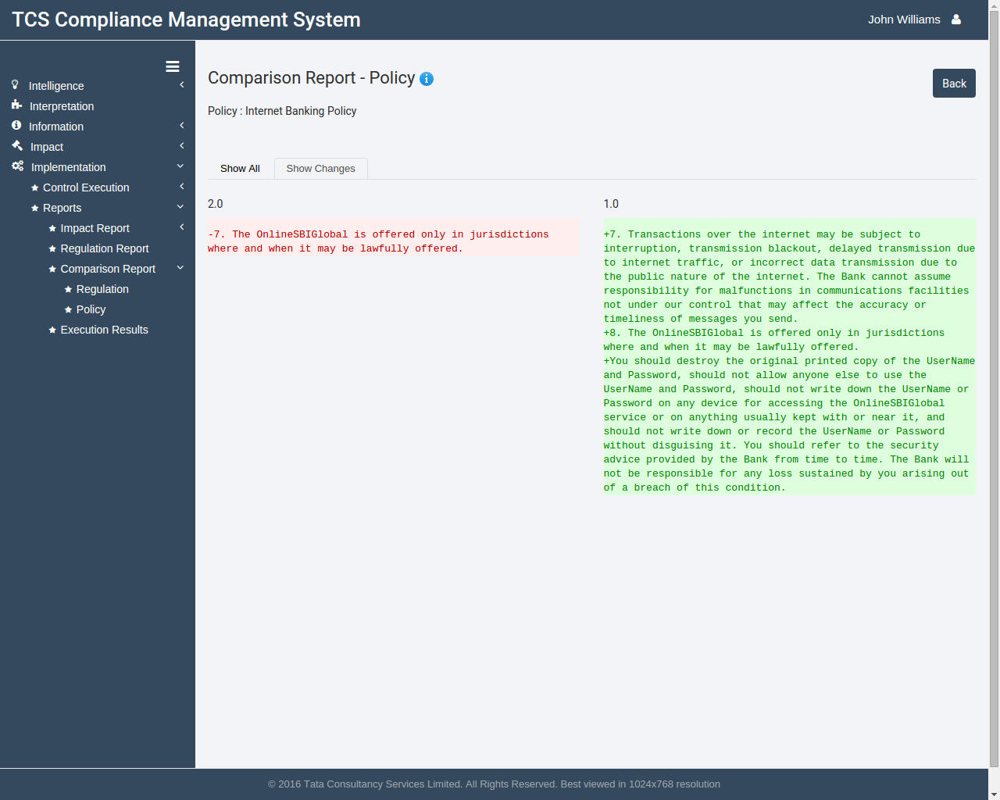 TCS Compliance Management System
John Williams
Intelligence
Interpretation
Information
Impact
Implementation
Control Execution
Reports
Impact Report
Regulation Report
Comparison Report
Regulation
Policy
Execution Results
Comparison Report - Policy
Back
Policy : Internet Banking Policy
Show All
Show Changes
2.0
-7. The OnlineSBIGlobal is offered only in jurisdictions
where and when it may be lawfully offered.
1.0
+7. Transactions over the internet may be subject to
interruption, transmission blackout, delayed transmission due
to internet traffic, or incorrect data transmission due to
the public nature of the internet. The Bank cannot assume
responsibility for malfunctions in communications facilities
not under our control that may affect the accuracy or
timeliness of messages you send.
+8. The OnlineSBIGlobal is offered only in jurisdictions
where and when it may be lawfully offered.
+You should destroy the original printed copy of the UserName
and Password, should not allow anyone else to use the
UserName and Password, should not write down the UserName or
Password on any device for accessing the OnlineSBIGlobal
service or on anything usually kept with or near it, and
should not write down or record the UserName or Password
without disguising it. You should refer to the security
advice provided by the Bank from time to time. The Bank will
not be responsible for any loss sustained by you arising out
of a breach of this condition.
© 2016 Tata Consultancy Services Limited. All Rights Reserved. Best viewed in 1024x768 resolution